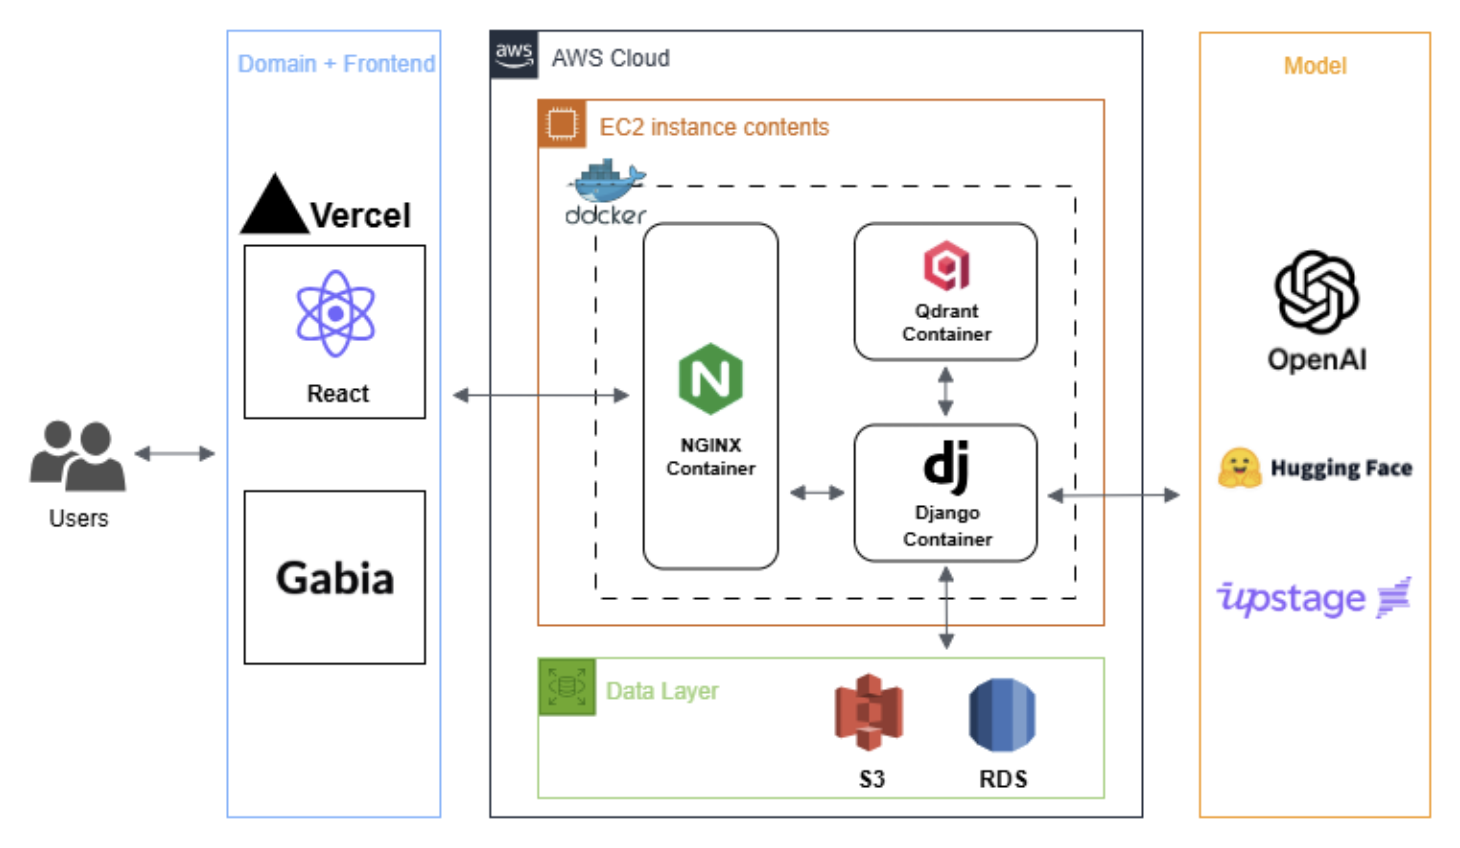 Domain + Frontend
Vercel
React
Gabia
Users
aws
AWS Cloud
EC2 instance contents
docker
NGINX
Container
Qdrant
Container
dj
Django
Container
Data Layer
S3
RDS
Model
OpenAI
Hugging Face
upstage